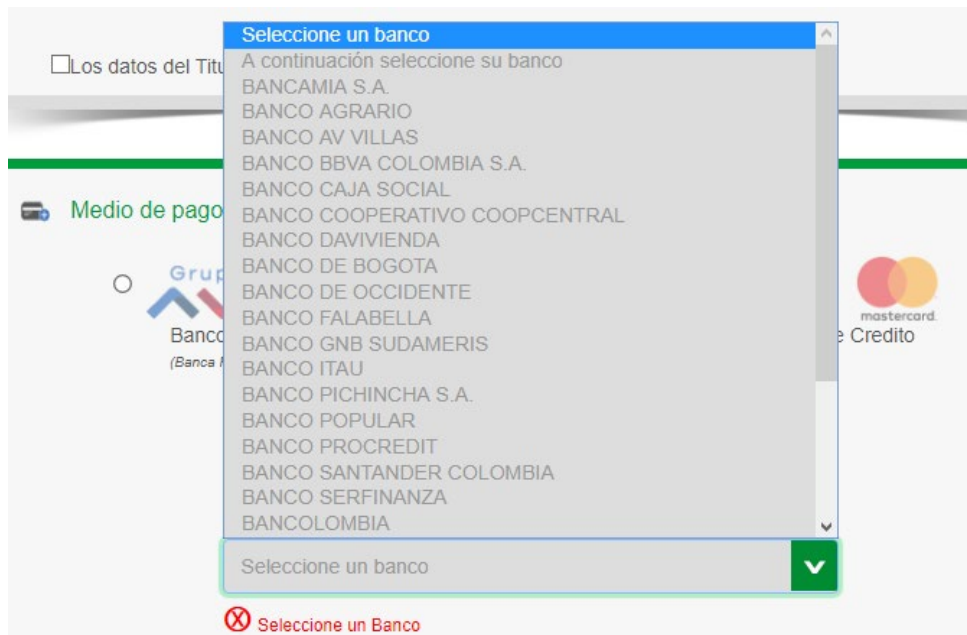 Seleccione un banco
Los datos del
A continuación seleccione su banco
BANCAMIA S.A.
BANCO AGRARIO
BANCO AV VILLAS
BANCO BBVA COLOMBIA S.A.
BANCO CAJA SOCIAL
Medio de pago
BANCO COOPERATIVO COOPCENTRAL
BANCO DAVIVIENDA
BANCO DE BOGOTA
BANCO DE OCCIDENTE
BANCO FALABELLA
mastercard.
BANCO GNB SUDAMERIS
Credito
(Banca
BANCO ITAU
BANCO PICHINCHA S.A.
BANCO POPULAR
BANCO PROCREDIT
BANCO SANTANDER COLOMBIA
BANCO SERFINANZA
BANCOLOMBIA
Seleccione un banco
Seleccione un Banco